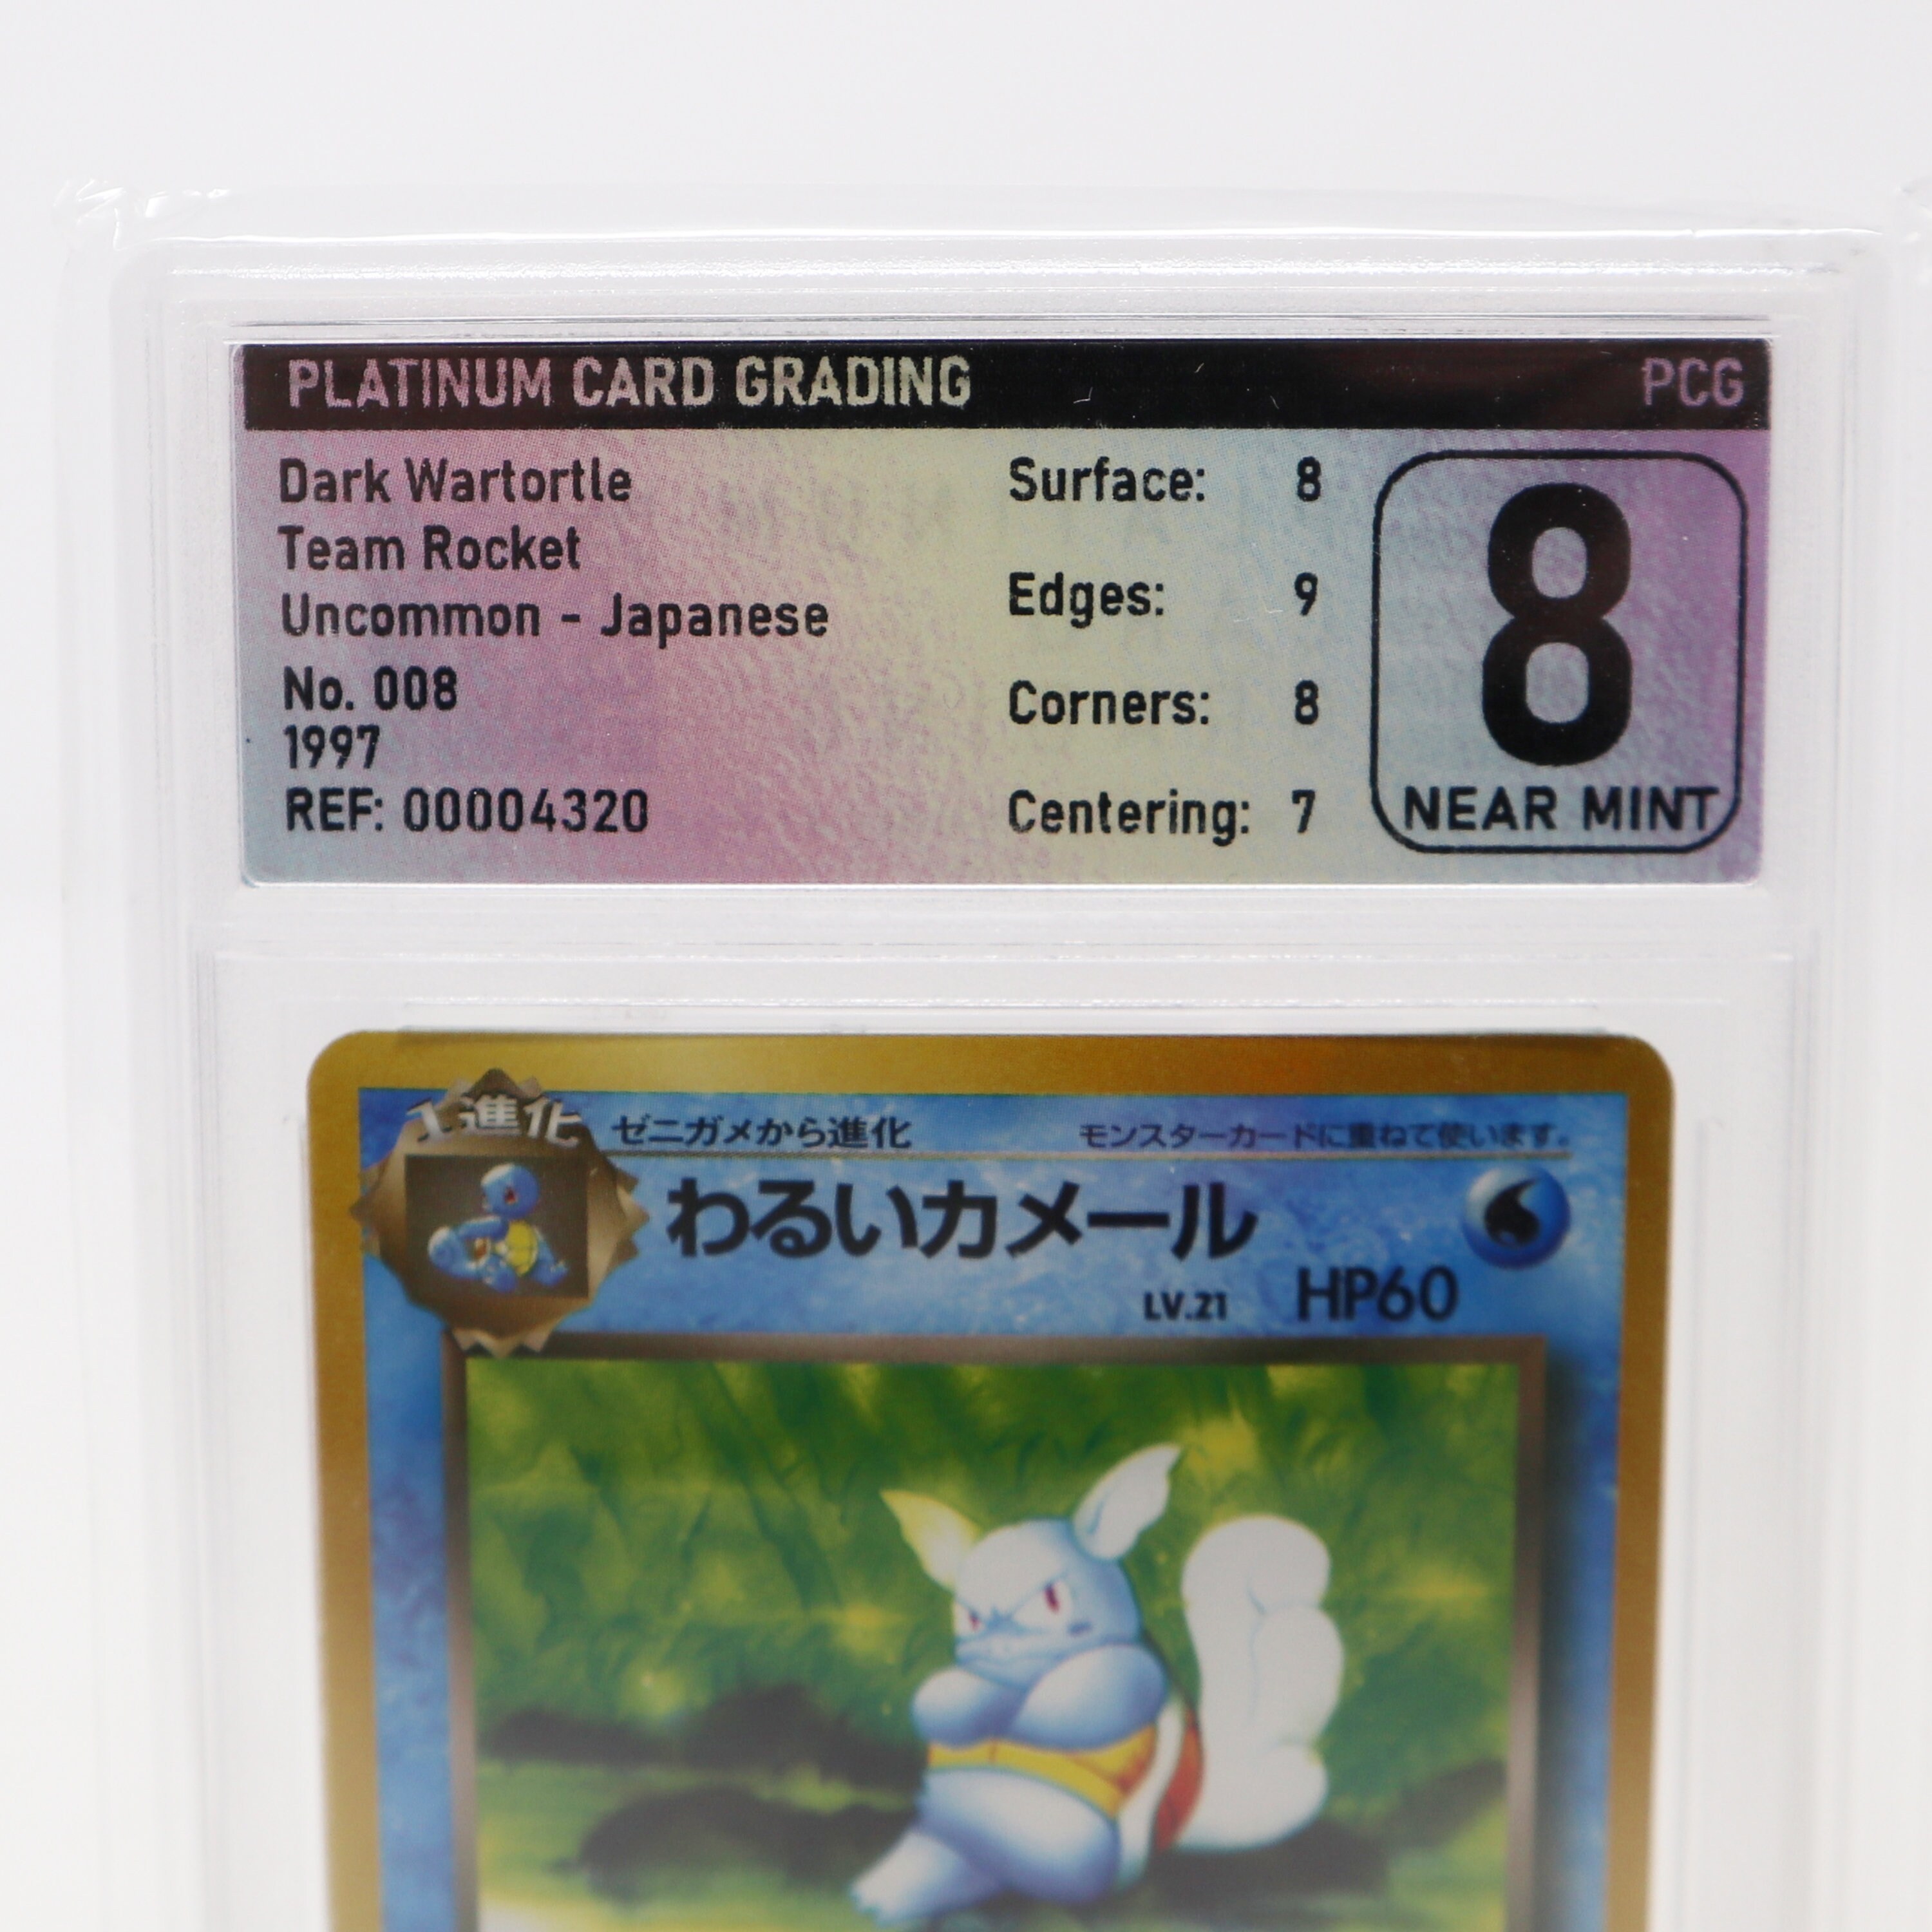 PLATINUM CARD GRADING PCG
Dark Wartortle
Team Rocket
Uncommon - Japanese
No. 008
1997
REF: 00004320
Surface: 8
Edges: 9
Corners: 8
Centering: 7
8
NEAR MINT
1進化
ゼニガメから進化
モンスターカードに重ねて使います。
わるいカメール
LV.21 HP60